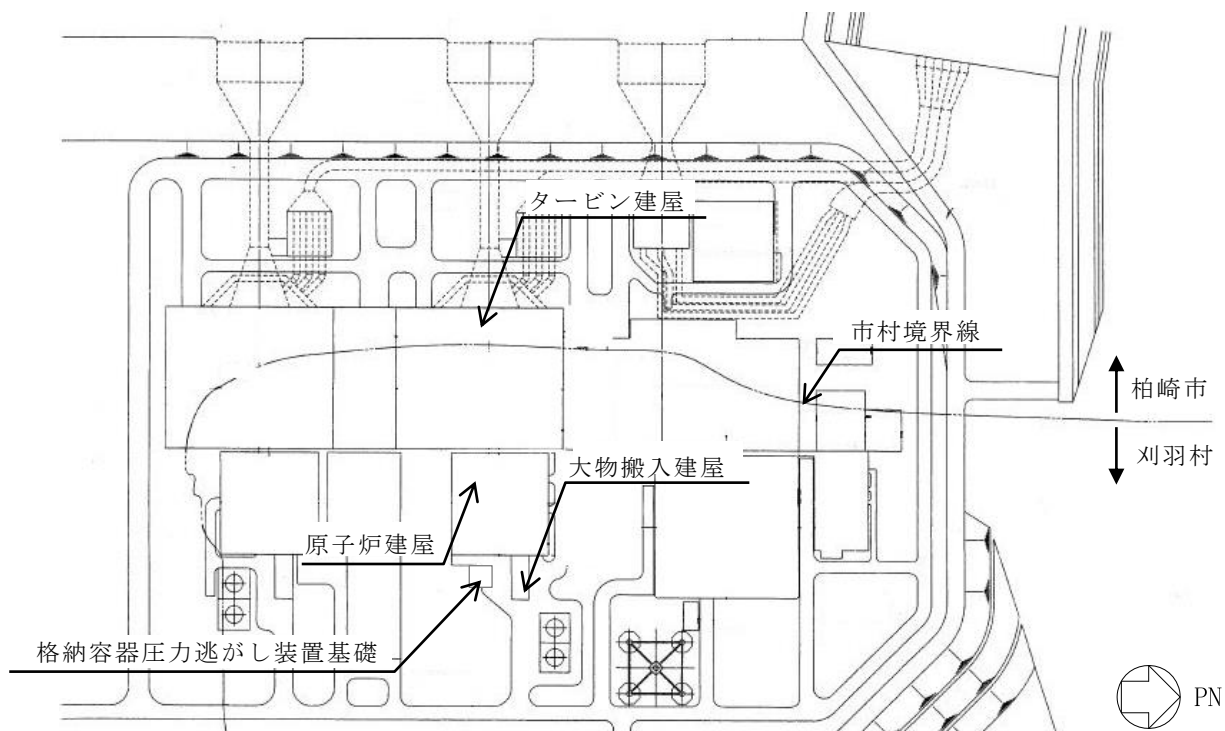 タービン建屋
市村境界線
柏崎市
刈羽村
大物搬入建屋
原子炉建屋
格納容器圧力逃がし装置基礎
PN